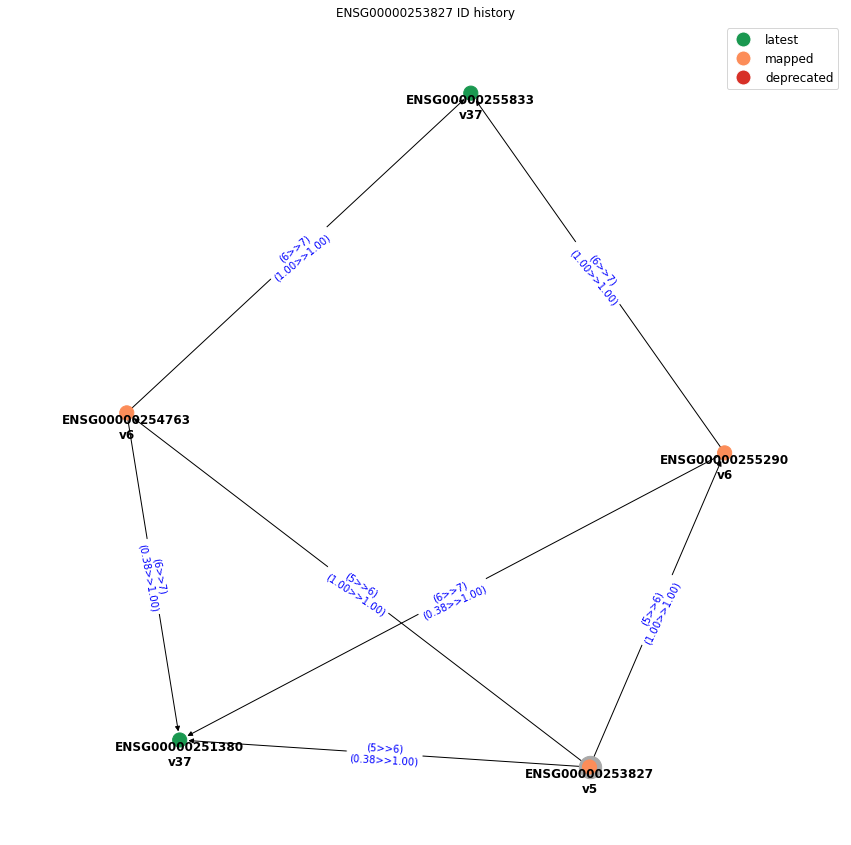 ENSG00000253827 ID history
latest
mapped
deprecated
ENSG00000255833
v37
(6>>7)
(1.00>>1.00)
(6>>7)
(1.00>>1.00)
ENSG00000254763
v6
ENSG00000255290
v6
(6>>7)
(0.38>>1.00)
(5>>6)
(1.00>>1.00)
(6>>7)
(0.38>>1.00)
(5>>6)
(1.00>>1.00)
ENSG00000251380
v37
(5>>6)
(0.38>>1.00)
ENSG00000253827
v5